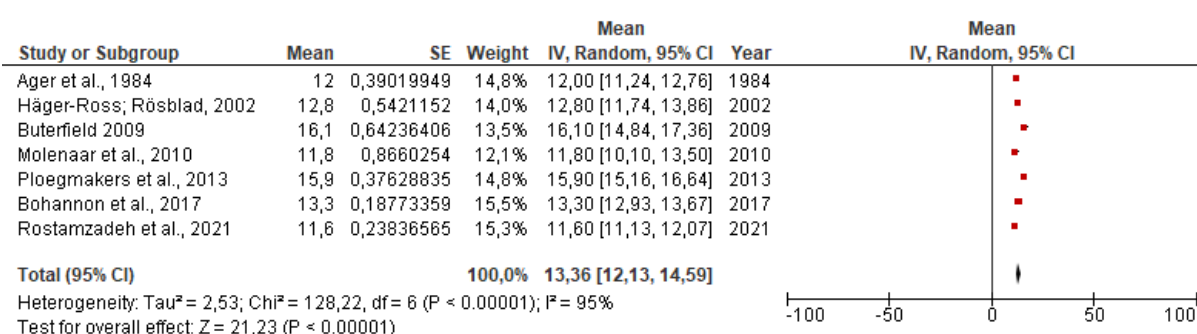 Mean Mean
Study or Subgroup Mean SE Weight IV, Random, 95% CI Year IV, Random, 95% CI
Ager et al., 1984 12 0,39019949 14,8% 12,00 [11,24, 12,76] 1984
Häger-Ross; Rösblad, 2002 12,8 0,5421152 14,0% 12,80 [11,74, 13,86] 2002
Buterfield 2009 16,1 0,64236406 13,5% 16,10 [14,84, 17,36] 2009
Molenaar et al., 2010 11,8 0,8660254 12,1% 11,80 [10,10, 13,50] 2010
Ploegmakers et al., 2013 15,9 0,37628835 14,8% 15,90 [15,16, 16,64] 2013
Bohannon et al., 2017 13,3 0,18773359 15,5% 13,30 [12,93, 13,67] 2017
Rostamzadeh et al., 2021 11,6 0,23836565 15,3% 11,60 [11,13, 12,07] 2021
Total (95% CI) 100,0% 13,36 [12,13, 14,59]
Heterogeneity: Tau² = 2,53; Chi² = 128,22, df = 6 (P < 0.00001); I² = 95%
Test for overall effect: Z = 21,23 (P < 0.00001)
-100 -50 0 50 100